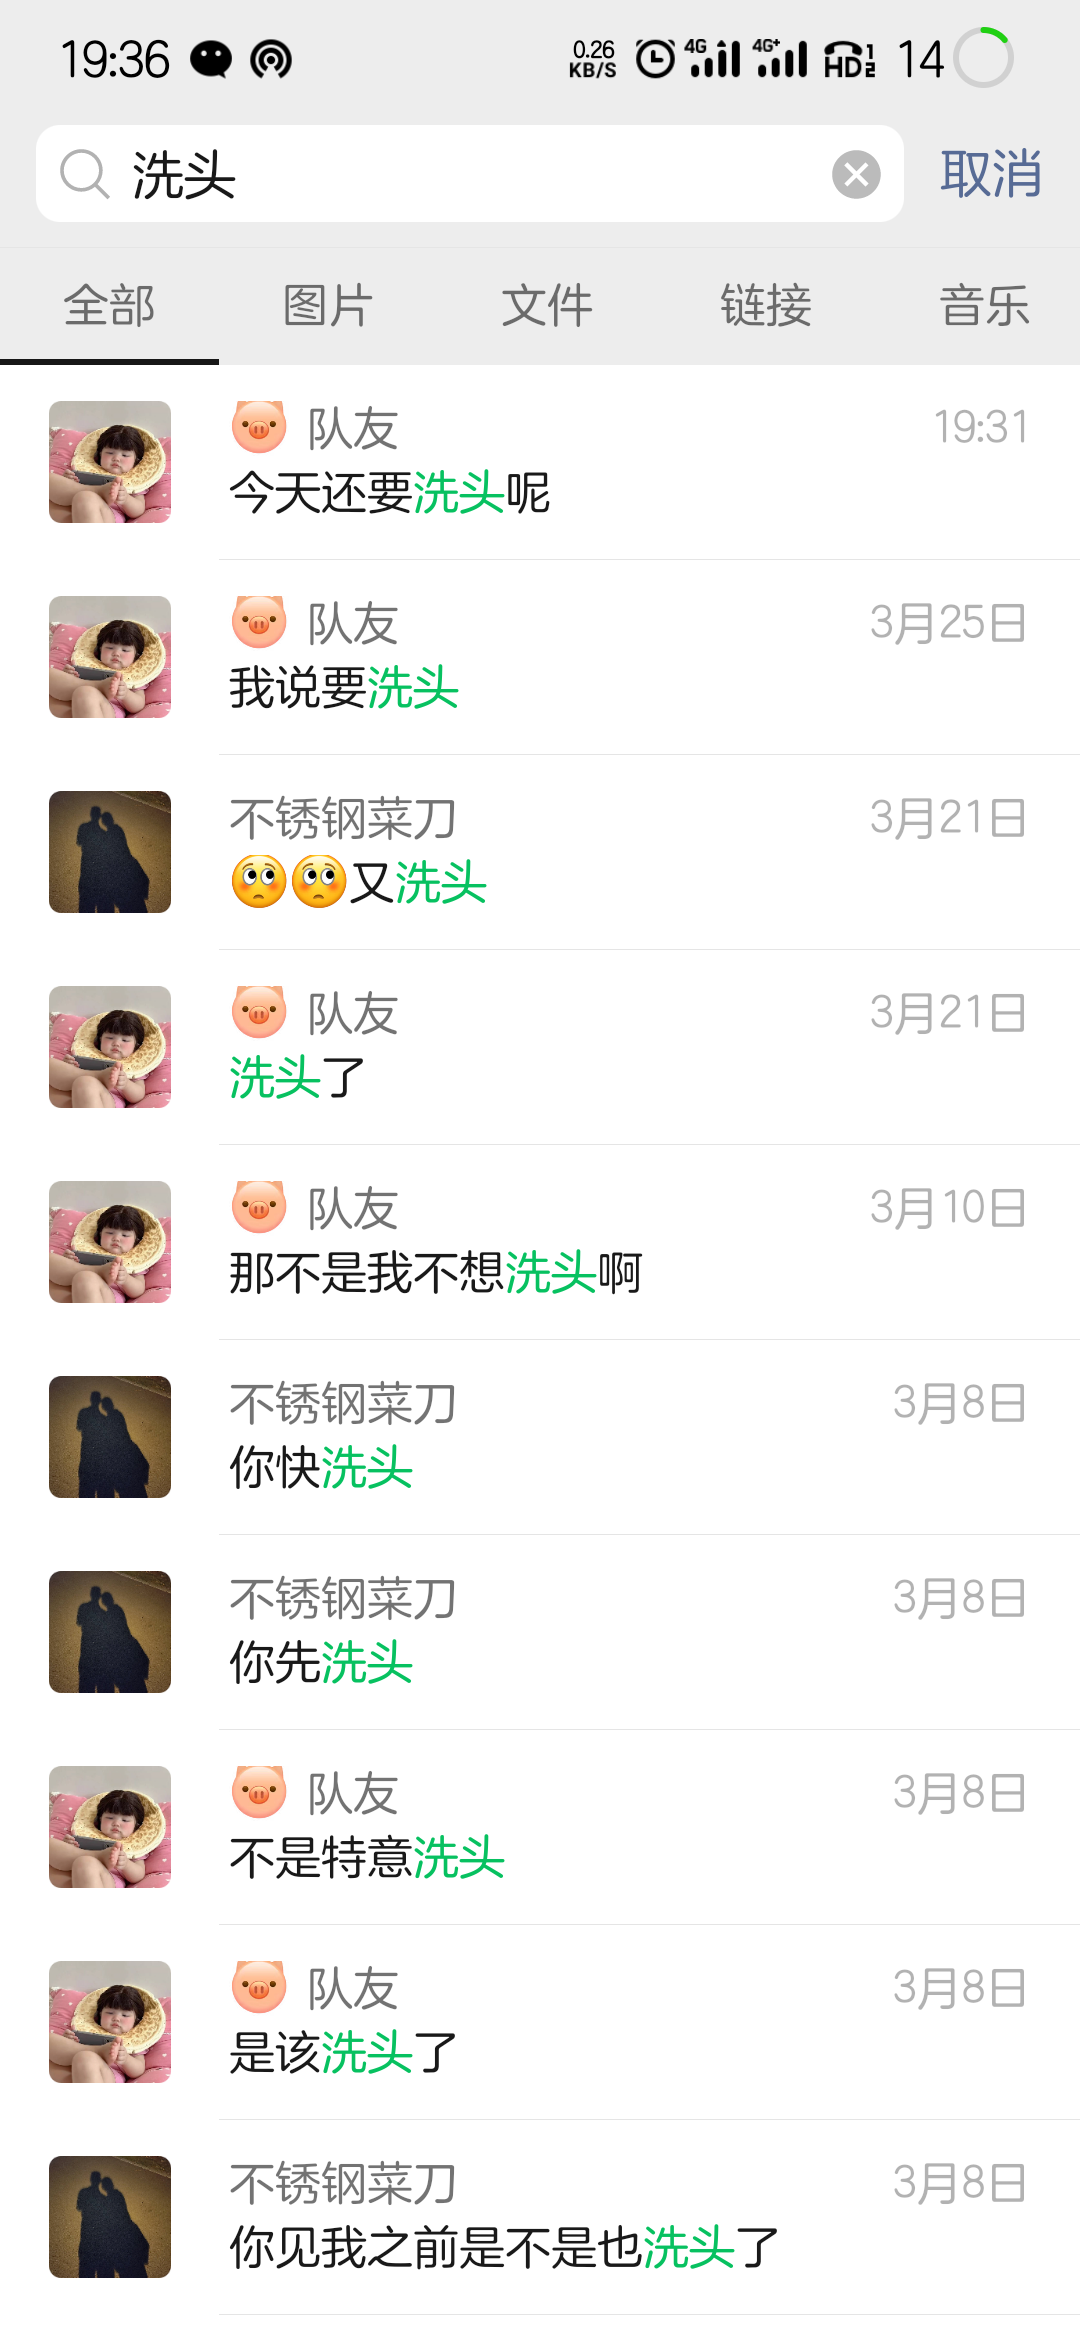 19:36 0.26 KB/S 4G 4G+ HD 1 2 14
洗头 取消
全部 图片 文件 链接 音乐
🐷 队友 19:31
今天还要洗头呢
🐷 队友 3月25日
我说要洗头
不锈钢菜刀 3月21日
🥺🥺又洗头
🐷 队友 3月21日
洗头了
🐷 队友 3月10日
那不是我不想洗头啊
不锈钢菜刀 3月8日
你快洗头
不锈钢菜刀 3月8日
你先洗头
🐷 队友 3月8日
不是特意洗头
🐷 队友 3月8日
是该洗头了
不锈钢菜刀 3月8日
你见我之前是不是也洗头了